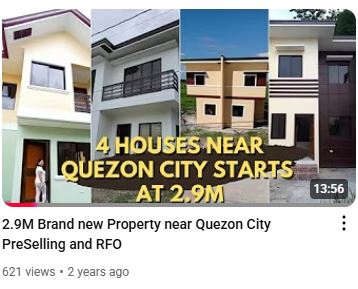 4 HOUSES NEAR
QUEZON CITY STARTS
AT 2.9M
13:56
2.9M Brand new Property near Quezon City
PreSelling and RFO
621 views • 2 years ago